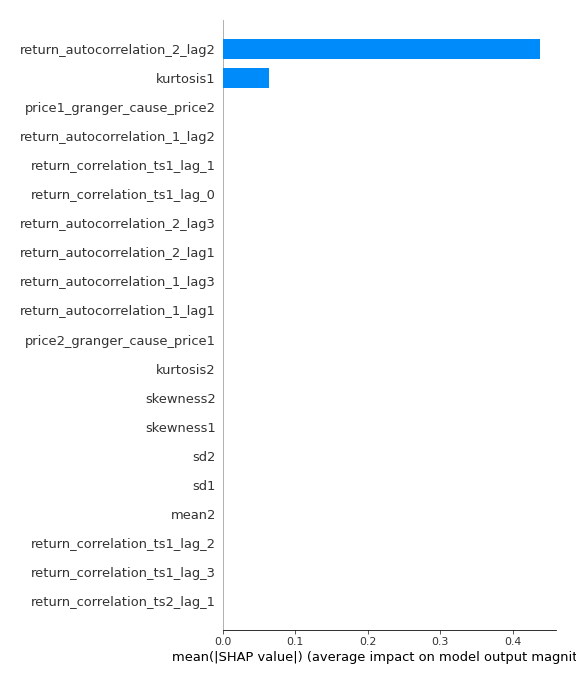 return_autocorrelation_2_lag2
kurtosis1
price1_granger_cause_price2
return_autocorrelation_1_lag2
return_correlation_ts1_lag_1
return_correlation_ts1_lag_0
return_autocorrelation_2_lag3
return_autocorrelation_2_lag1
return_autocorrelation_1_lag3
return_autocorrelation_1_lag1
price2_granger_cause_price1
kurtosis2
skewness2
skewness1
sd2
sd1
mean2
return_correlation_ts1_lag_2
return_correlation_ts1_lag_3
return_correlation_ts2_lag_1
0.0 0.1 0.2 0.3 0.4
mean(|SHAP value|) (average impact on model output magnit